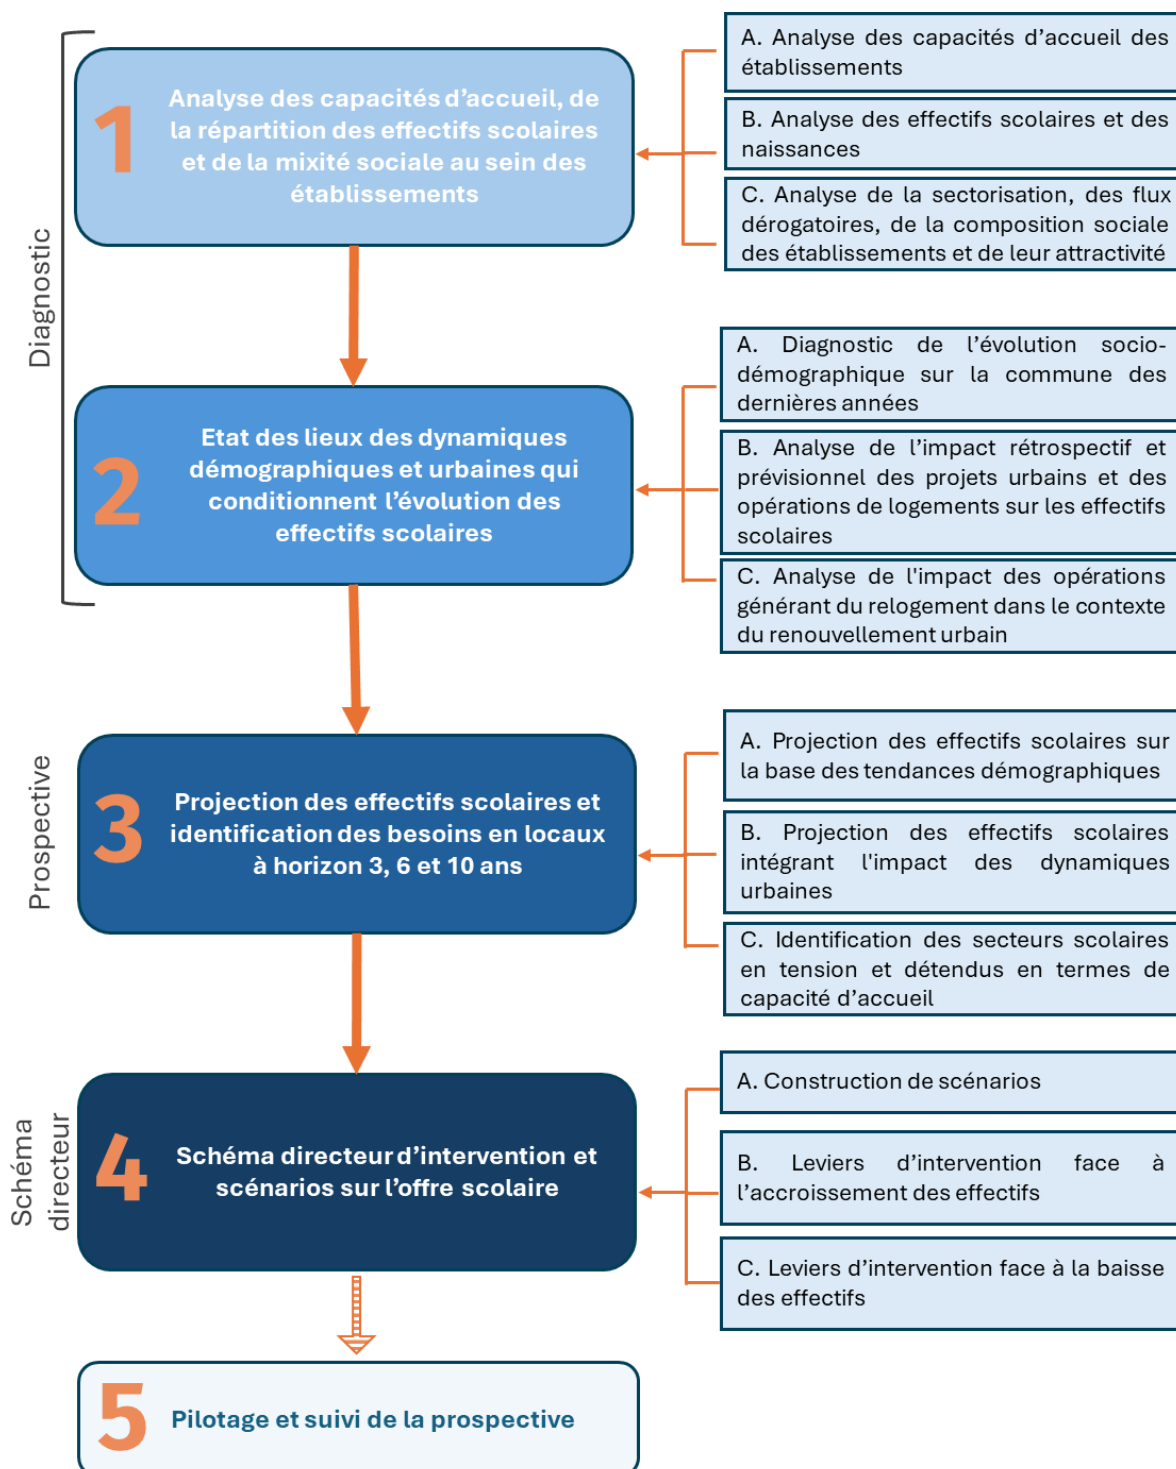 Diagnostic
1
Analyse des capacités d’accueil, de
la répartition des effectifs scolaires
et de la mixité sociale au sein des
établissements
A. Analyse des capacités d’accueil des
établissements
B. Analyse des effectifs scolaires et des
naissances
C. Analyse de la sectorisation, des flux
dérogatoires, de la composition sociale
des établissements et de leur attractivité
2
Etat des lieux des dynamiques
démographiques et urbaines qui
conditionnent l’évolution des
effectifs scolaires
A. Diagnostic de l’évolution socio-
démographique sur la commune des
dernières années
B. Analyse de l’impact rétrospectif et
prévisionnel des projets urbains et des
opérations de logements sur les effectifs
scolaires
C. Analyse de l'impact des opérations
générant du relogement dans le contexte
du renouvellement urbain
Prospective
3
Projection des effectifs scolaires et
identification des besoins en locaux
à horizon 3, 6 et 10 ans
A. Projection des effectifs scolaires sur
la base des tendances démographiques
B. Projection des effectifs scolaires
intégrant l'impact des dynamiques
urbaines
C. Identification des secteurs scolaires
en tension et détendus en termes de
capacité d’accueil
Schéma
directeur
4
Schéma directeur d’intervention et
scénarios sur l’offre scolaire
A. Construction de scénarios
B. Leviers d’intervention face à
l’accroissement des effectifs
C. Leviers d’intervention face à la baisse
des effectifs
5
Pilotage et suivi de la prospective